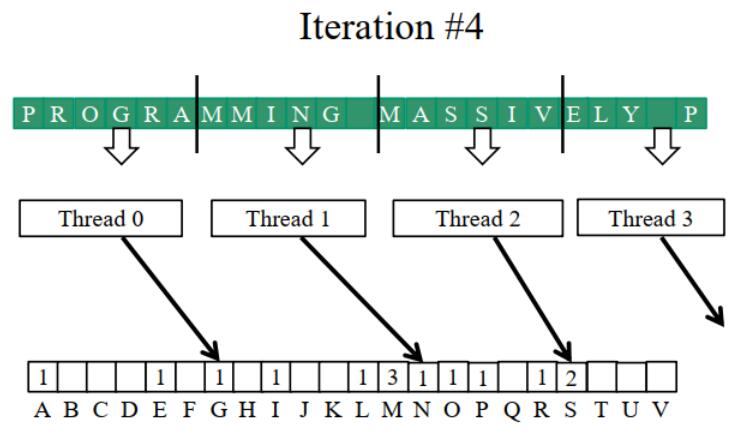 Iteration #4
P R O G R A M M I N G M A S S I V E L Y P
Thread 0 Thread 1 Thread 2 Thread 3
1 1 1 1 1 3 1 1 1 1 2
A B C D E F G H I J K L M N O P Q R S T U V